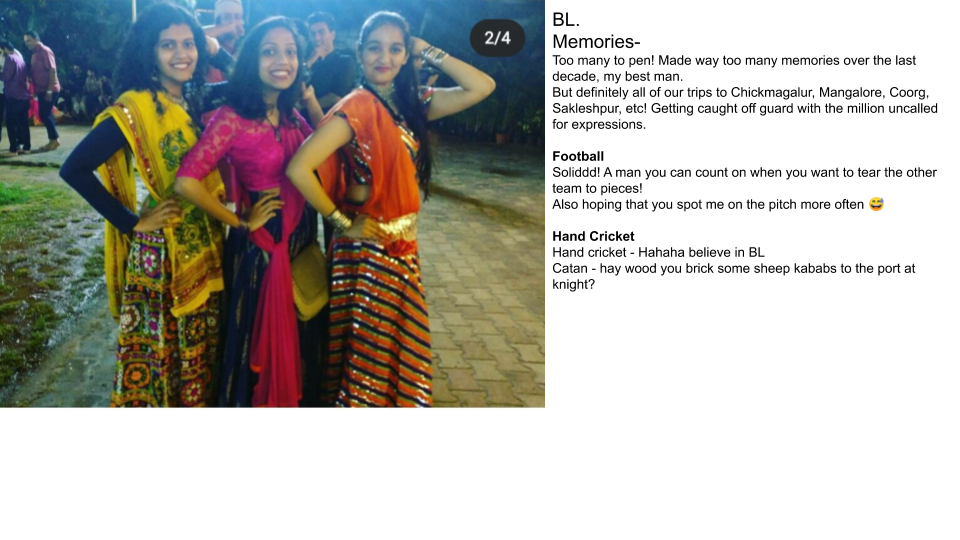 2/4
BL.
Memories-
Too many to pen! Made way too many memories over the last
decade, my best man.
But definitely all of our trips to Chickmagalur, Mangalore, Coorg,
Sakleshpur, etc! Getting caught off guard with the million uncalled
for expressions.
Football
Soliddd! A man you can count on when you want to tear the other
team to pieces!
Also hoping that you spot me on the pitch more often 😅
Hand Cricket
Hand cricket - Hahaha believe in BL
Catan - hay wood you brick some sheep kababs to the port at
knight?